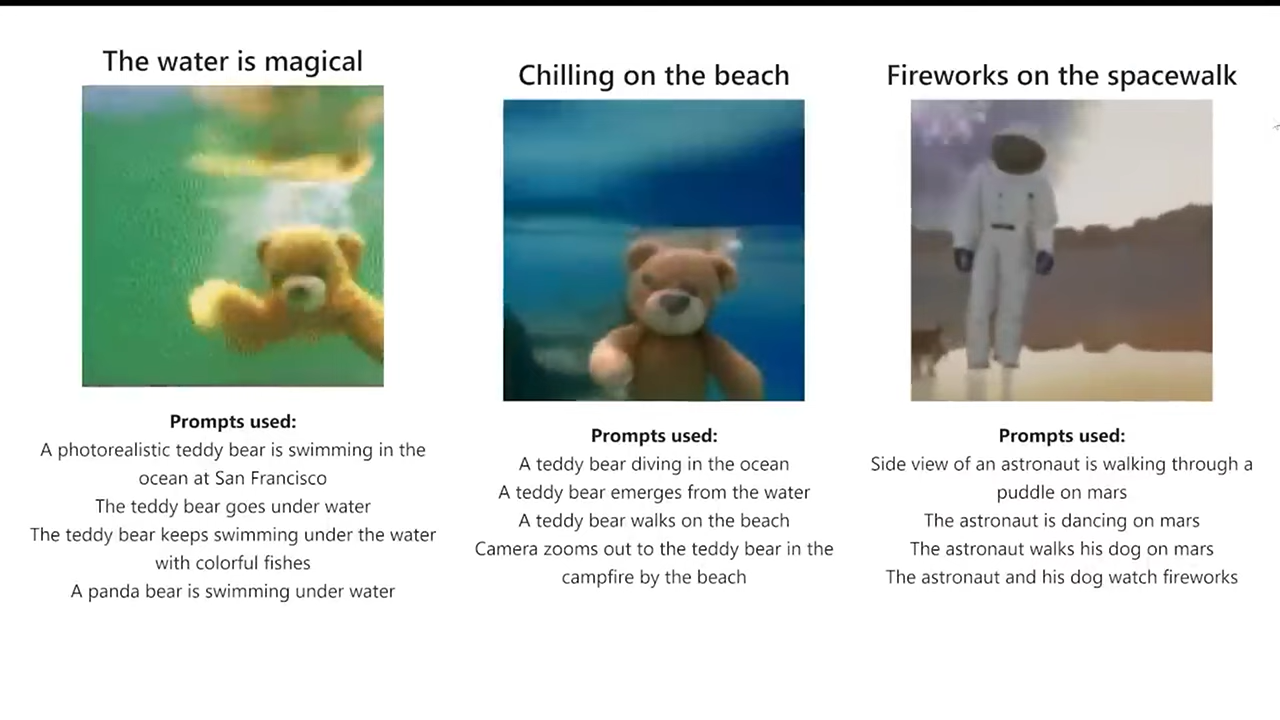 The water is magical
Prompts used:
A photorealistic teddy bear is swimming in the
ocean at San Francisco
The teddy bear goes under water
The teddy bear keeps swimming under the water
with colorful fishes
A panda bear is swimming under water
Chilling on the beach
Prompts used:
A teddy bear diving in the ocean
A teddy bear emerges from the water
A teddy bear walks on the beach
Camera zooms out to the teddy bear in the
campfire by the beach
Fireworks on the spacewalk
Prompts used:
Side view of an astronaut is walking through a
puddle on mars
The astronaut is dancing on mars
The astronaut walks his dog on mars
The astronaut and his dog watch fireworks